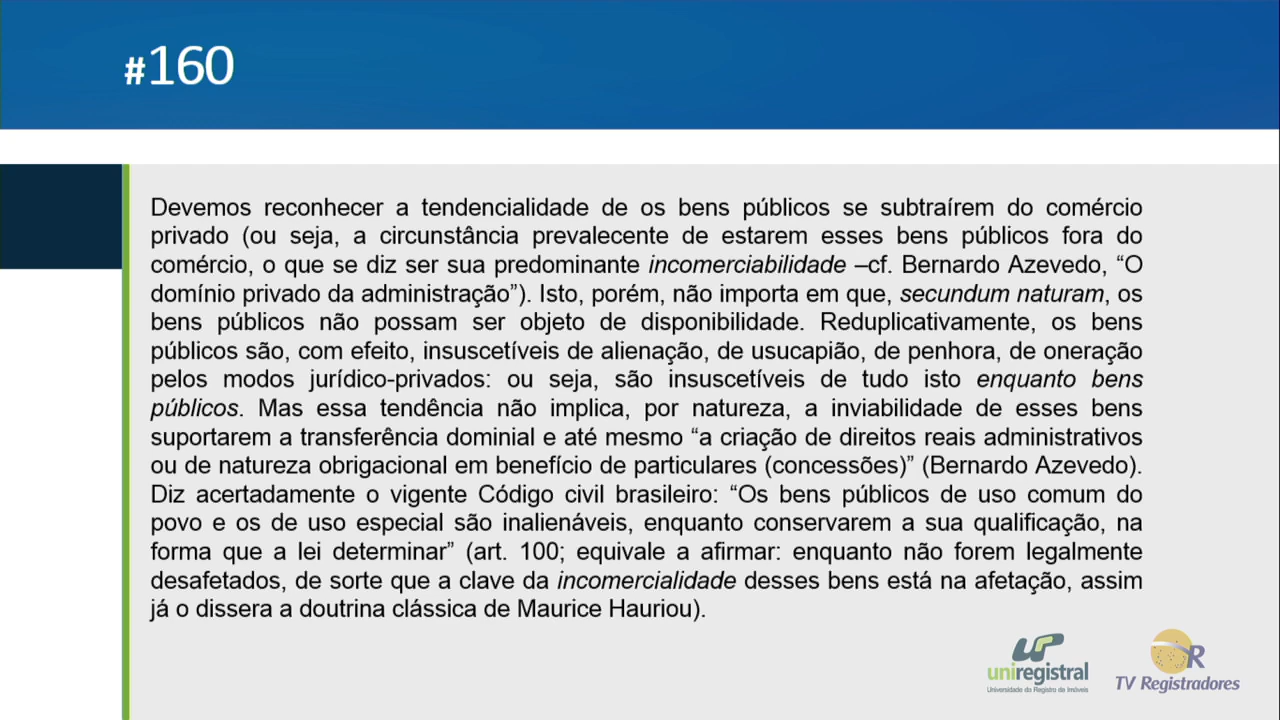 #160
Devemos reconhecer a tendencialidade de os bens públicos se subtraírem do comércio
privado (ou seja, a circunstância prevalecente de estarem esses bens públicos fora do
comércio, o que se diz ser sua predominante incomerciabilidade –cf. Bernardo Azevedo, “O
domínio privado da administração”). Isto, porém, não importa em que, secundum naturam, os
bens públicos não possam ser objeto de disponibilidade. Reduplicativamente, os bens
públicos são, com efeito, insuscetíveis de alienação, de usucapião, de penhora, de oneração
pelos modos jurídico-privados: ou seja, são insuscetíveis de tudo isto enquanto bens
públicos. Mas essa tendência não implica, por natureza, a inviabilidade de esses bens
suportarem a transferência dominial e até mesmo “a criação de direitos reais administrativos
ou de natureza obrigacional em benefício de particulares (concessões)” (Bernardo Azevedo).
Diz acertadamente o vigente Código civil brasileiro: “Os bens públicos de uso comum do
povo e os de uso especial são inalienáveis, enquanto conservarem a sua qualificação, na
forma que a lei determinar” (art. 100; equivale a afirmar: enquanto não forem legalmente
desafetados, de sorte que a clave da incomercialidade desses bens está na afetação, assim
já o dissera a doutrina clássica de Maurice Hauriou).
uniregistral
Universidade do Registro de Imóveis
R
TV Registradores